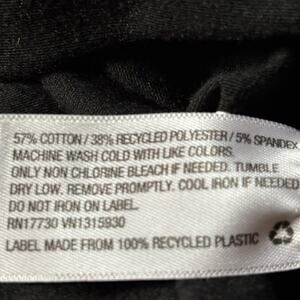 57% COTTON / 38% RECYCLED POLYESTER / 5% SPANDEX
MACHINE WASH COLD WITH LIKE COLORS.
ONLY NON CHLORINE BLEACH IF NEEDED. TUMBLE
DRY LOW. REMOVE PROMPTLY. COOL IRON IF NEEDED
DO NOT IRON ON LABEL.
RN17730 VN1315930
LABEL MADE FROM 100% RECYCLED PLASTIC